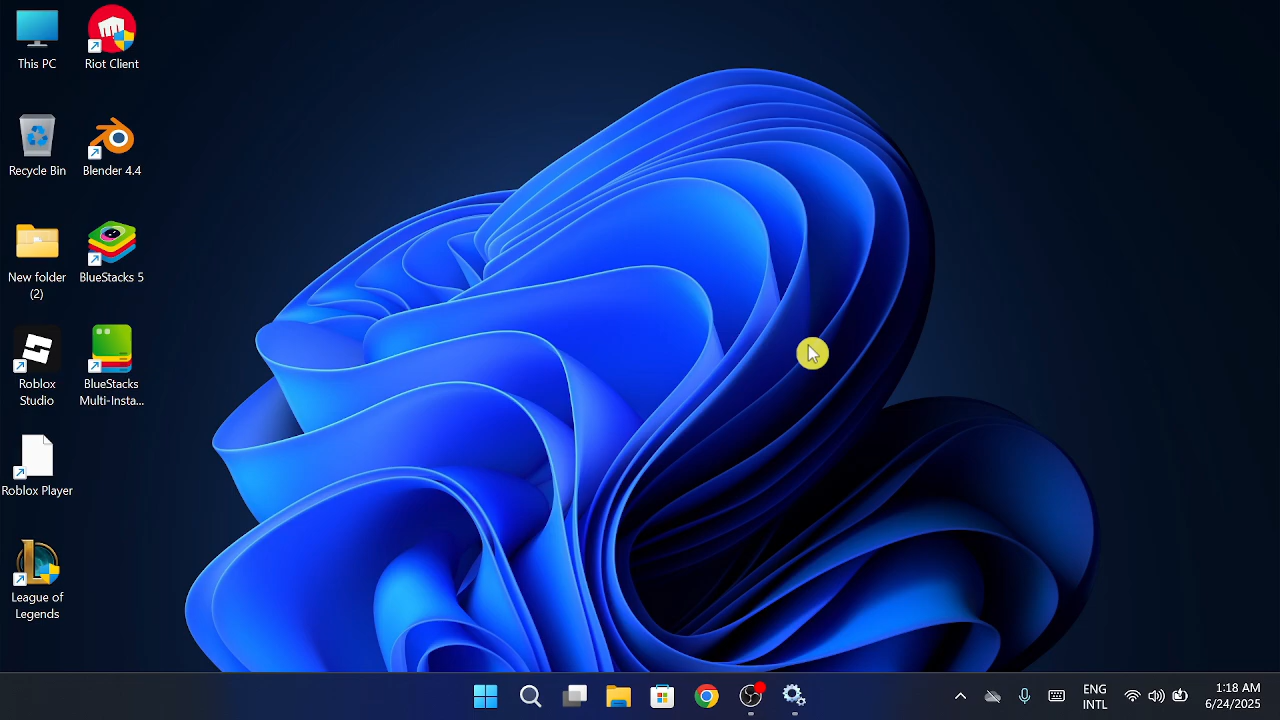 This PC
Riot Client
Recycle Bin
Blender 4.4
New folder
(2)
BlueStacks 5
Roblox
Studio
BlueStacks
Multi-Insta...
Roblox Player
League of
Legends
ENG
INTL
1:18 AM
6/24/2025